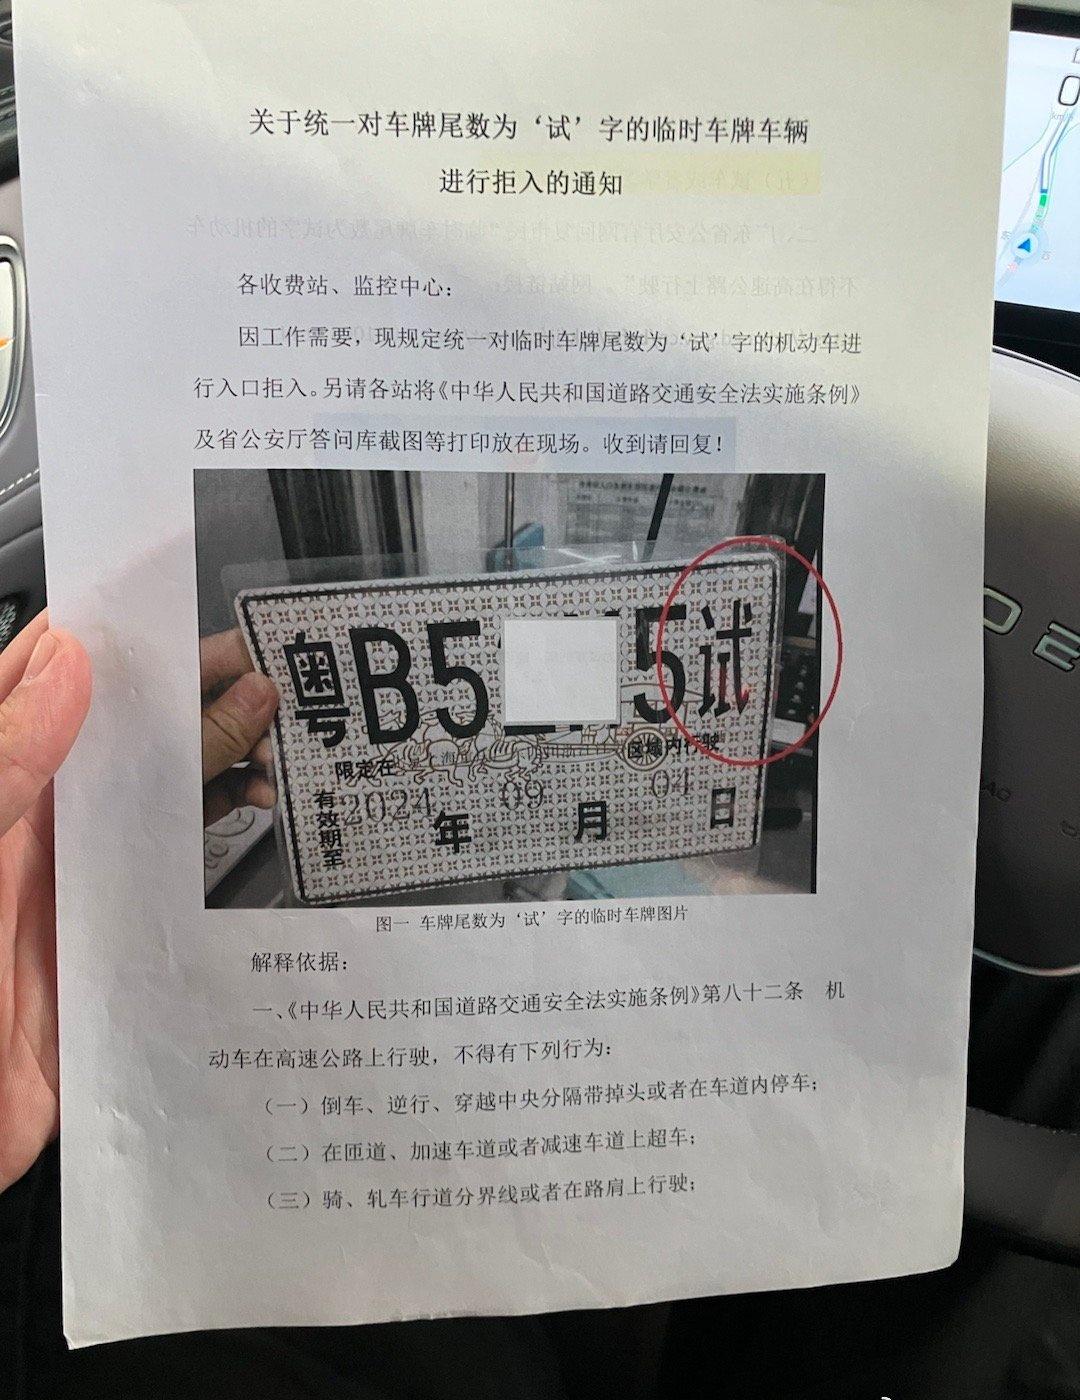 关于统一对车牌尾数为‘试’字的临时车牌车辆
进行拒入的通知
各收费站、监控中心：
因工作需要，现规定统一对临时车牌尾数为‘试’字的机动车进
行入口拒入。另请各站将《中华人民共和国道路交通安全法实施条例》
及省公安厅答问库截图等打印放在现场。收到请回复！
粤B5 5试
限定在 区域内行驶
有效期至 2024年09月04日
图一 车牌尾数为‘试’字的临时车牌图片
解释依据：
一、《中华人民共和国道路交通安全法实施条例》第八十二条 机
动车在高速公路上行驶，不得有下列行为：
（一）倒车、逆行、穿越中央分隔带掉头或者在车道内停车；
（二）在匝道、加速车道或者减速车道上超车；
（三）骑、轧车行道分界线或者在路肩上行驶；